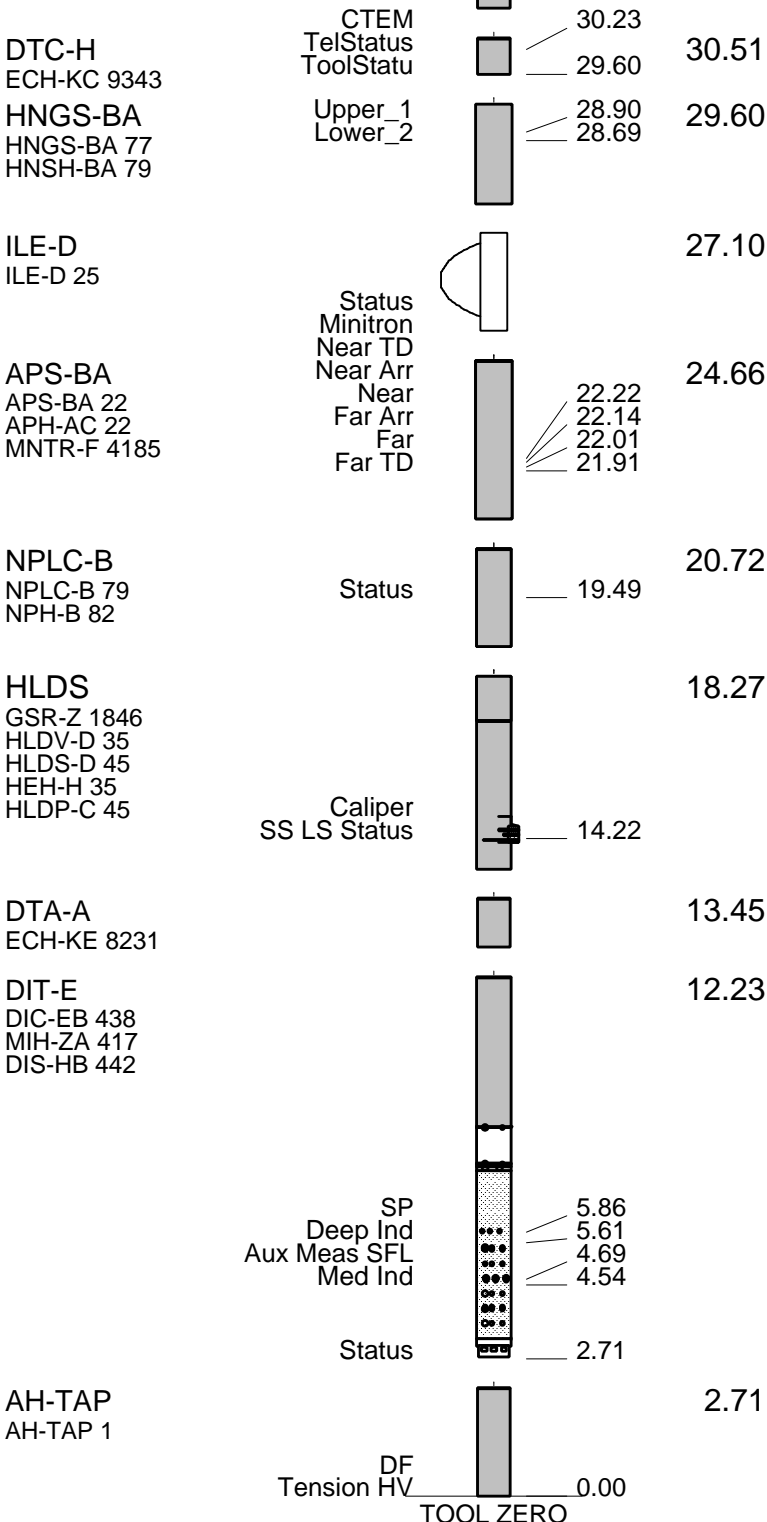 CTEM 30.23
DTC-H TelStatus 30.51
ECH-KC 9343 ToolStatu 29.60
HNGS-BA Upper_1 28.90 29.60
HNGS-BA 77 Lower_2 28.69
HNSH-BA 79
ILE-D 27.10
ILE-D 25
Status
Minitron
Near TD
APS-BA Near Arr 24.66
APS-BA 22 Near 22.22
APH-AC 22 Far Arr 22.14
MNTR-F 4185 Far 22.01
Far TD 21.91
NPLC-B 20.72
NPLC-B 79 Status 19.49
NPH-B 82
HLDS 18.27
GSR-Z 1846
HLDV-D 35
HLDS-D 45
HEH-H 35
HLDP-C 45 Caliper
SS LS Status 14.22
DTA-A 13.45
ECH-KE 8231
DIT-E 12.23
DIC-EB 438
MIH-ZA 417
DIS-HB 442
SP 5.86
Deep Ind 5.61
Aux Meas SFL 4.69
Med Ind 4.54
Status 2.71
AH-TAP 2.71
AH-TAP 1
DF
Tension HV 0.00
TOOL ZERO